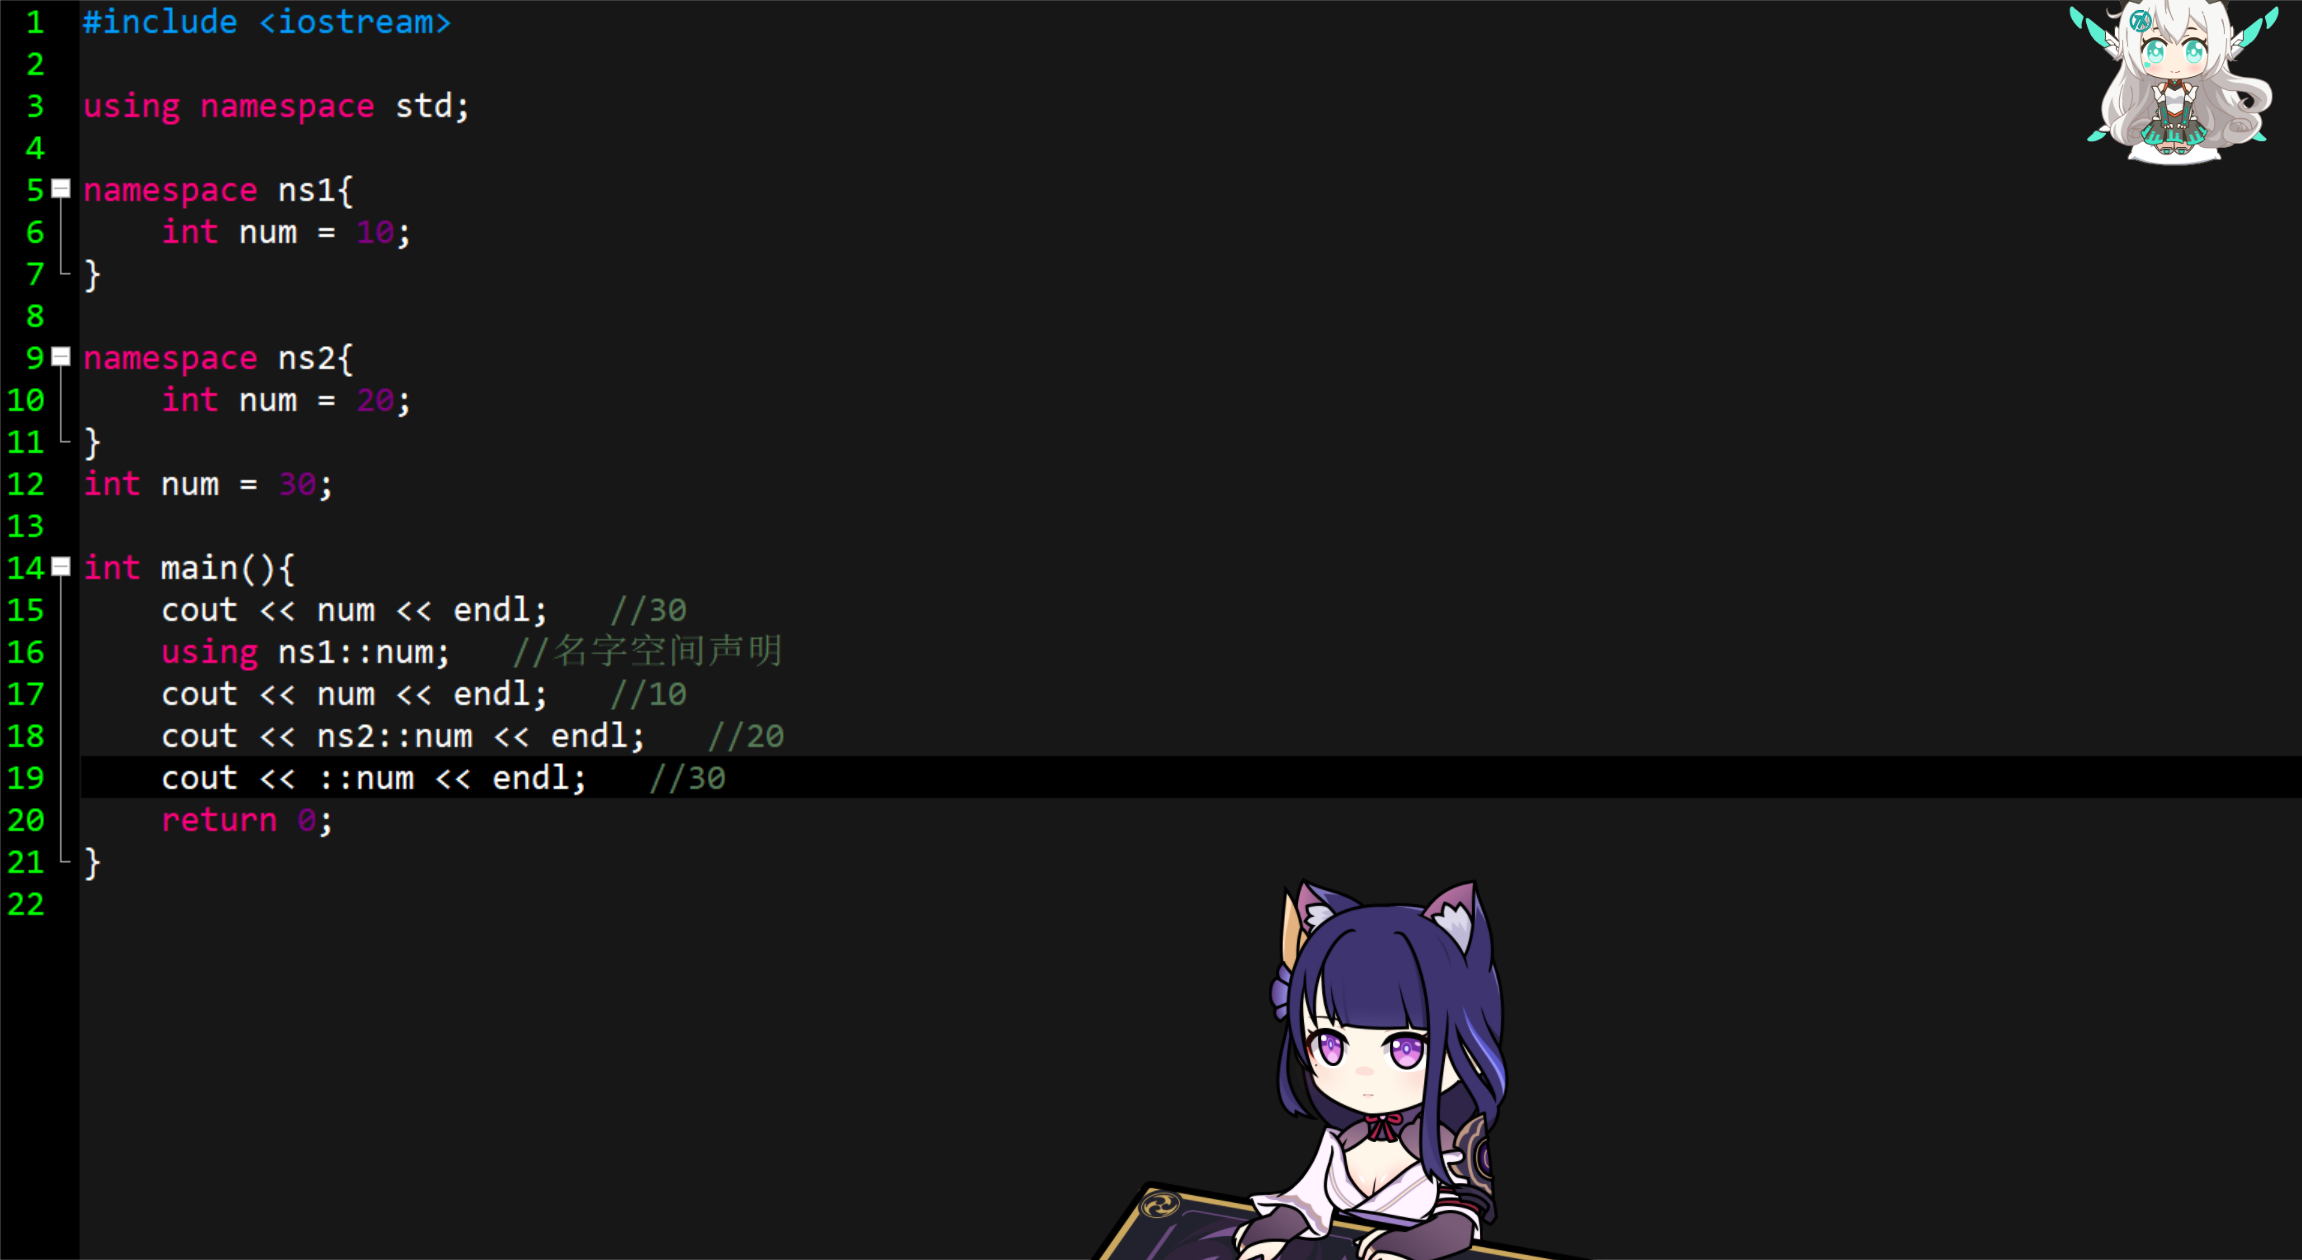 1 #include <iostream>
2
3 using namespace std;
4
5 namespace ns1{
6     int num = 10;
7 }
8
9 namespace ns2{
10     int num = 20;
11 }
12 int num = 30;
13
14 int main(){
15     cout << num << endl;   //30
16     using ns1::num;   //名字空间声明
17     cout << num << endl;   //10
18     cout << ns2::num << endl;   //20
19     cout << ::num << endl;   //30
20     return 0;
21 }
22